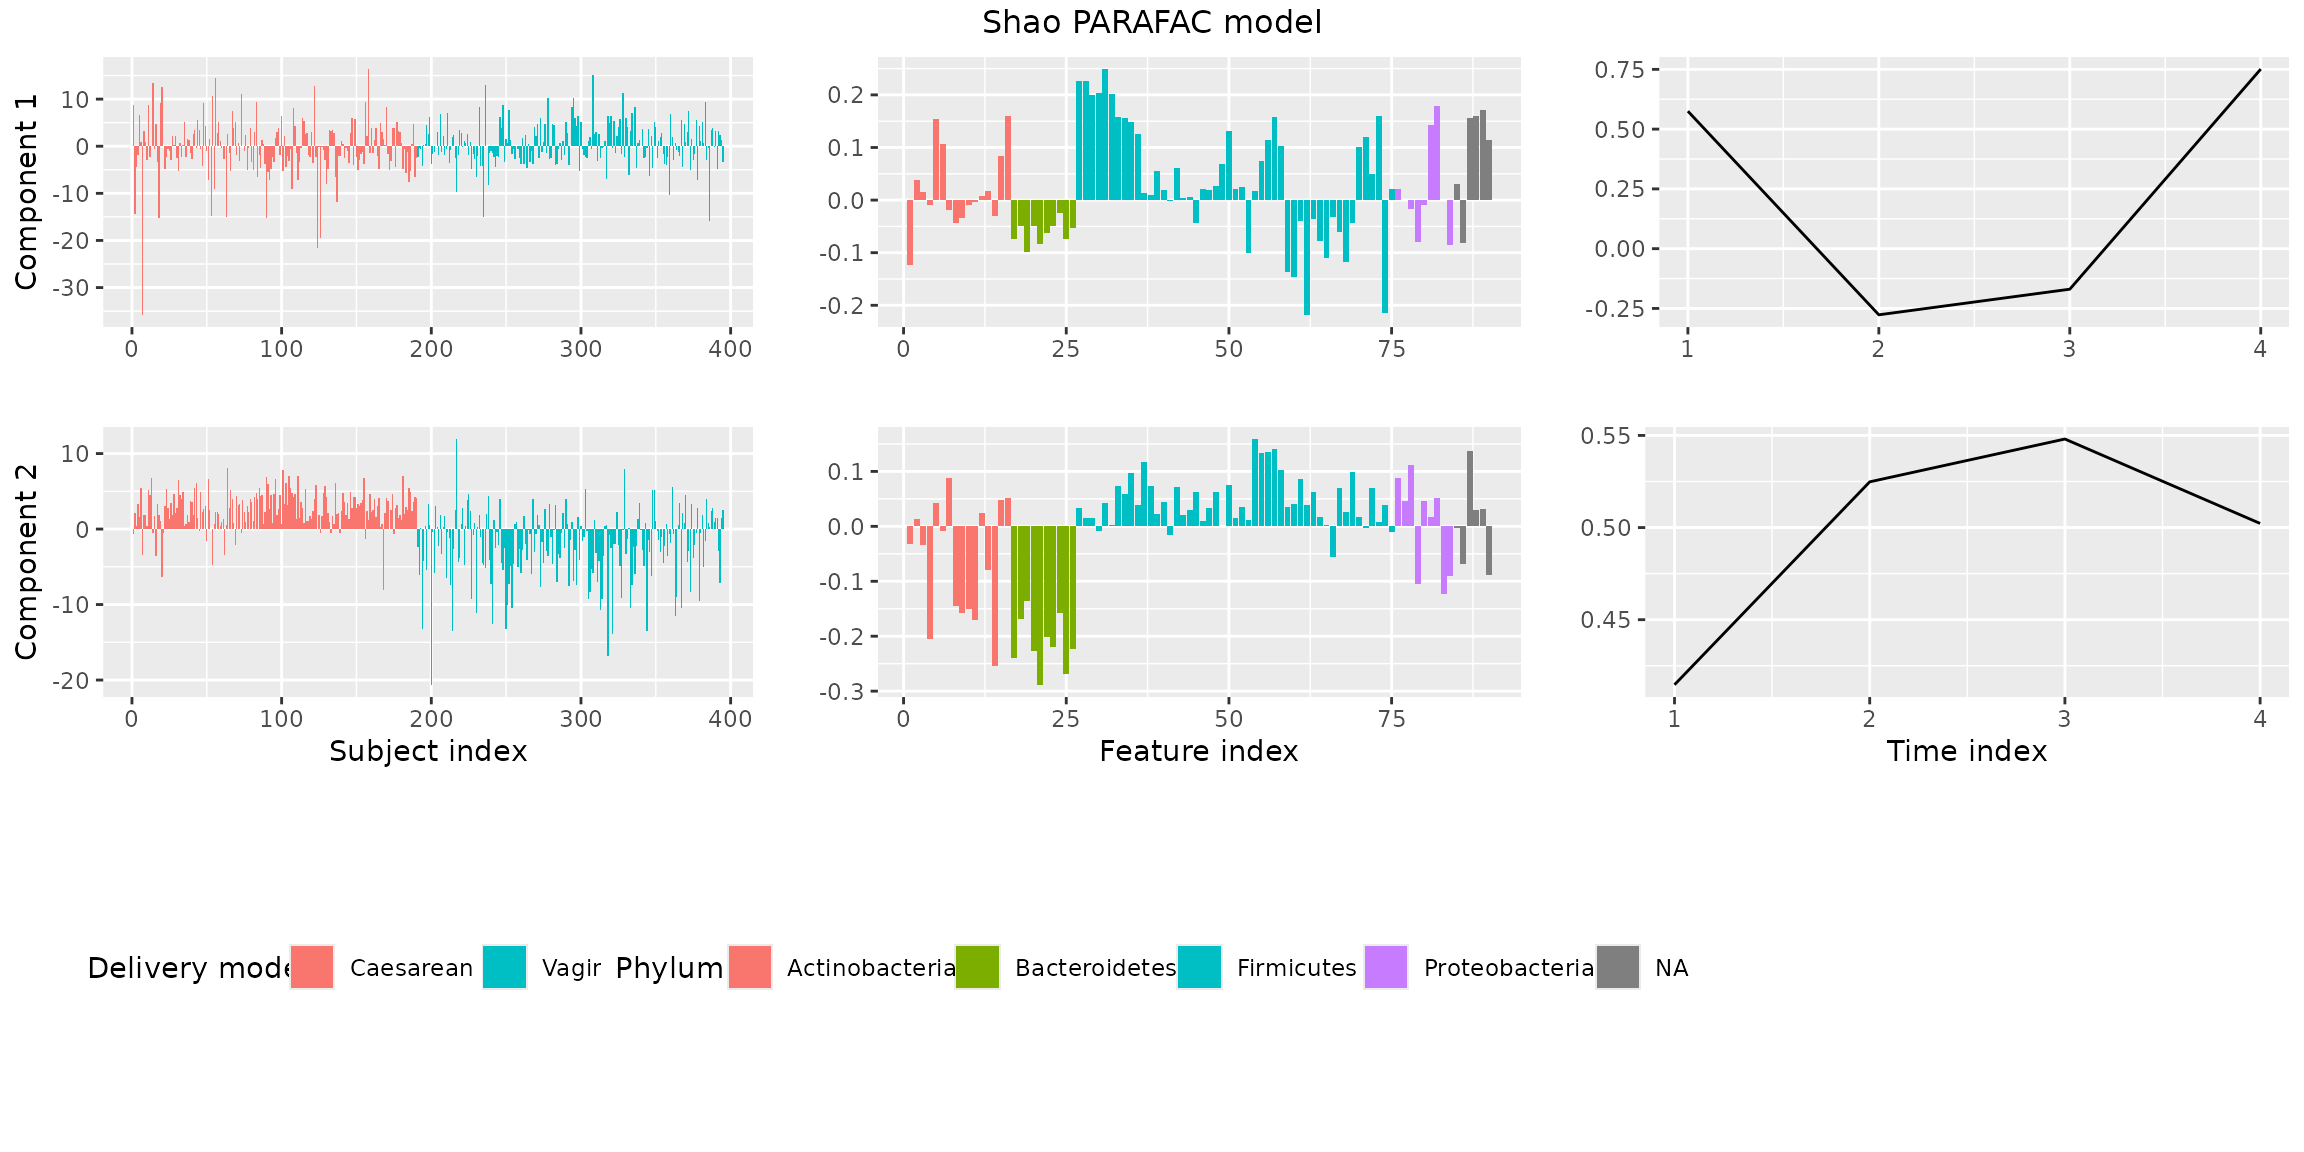 Shao PARAFAC model
Component 1
10
0
-10
-20
-30
0 100 200 300 400
0.2
0.1
0.0
-0.1
-0.2
0 25 50 75
0.75
0.50
0.25
0.00
-0.25
1 2 3 4
Component 2
10
0
-10
-20
0 100 200 300 400
Subject index
0.1
0.0
-0.1
-0.2
-0.3
0 25 50 75
Feature index
0.55
0.50
0.45
1 2 3 4
Time index
Delivery mode Caesarean Vagir Phylum Actinobacteria Bacteroidetes Firmicutes Proteobacteria NA